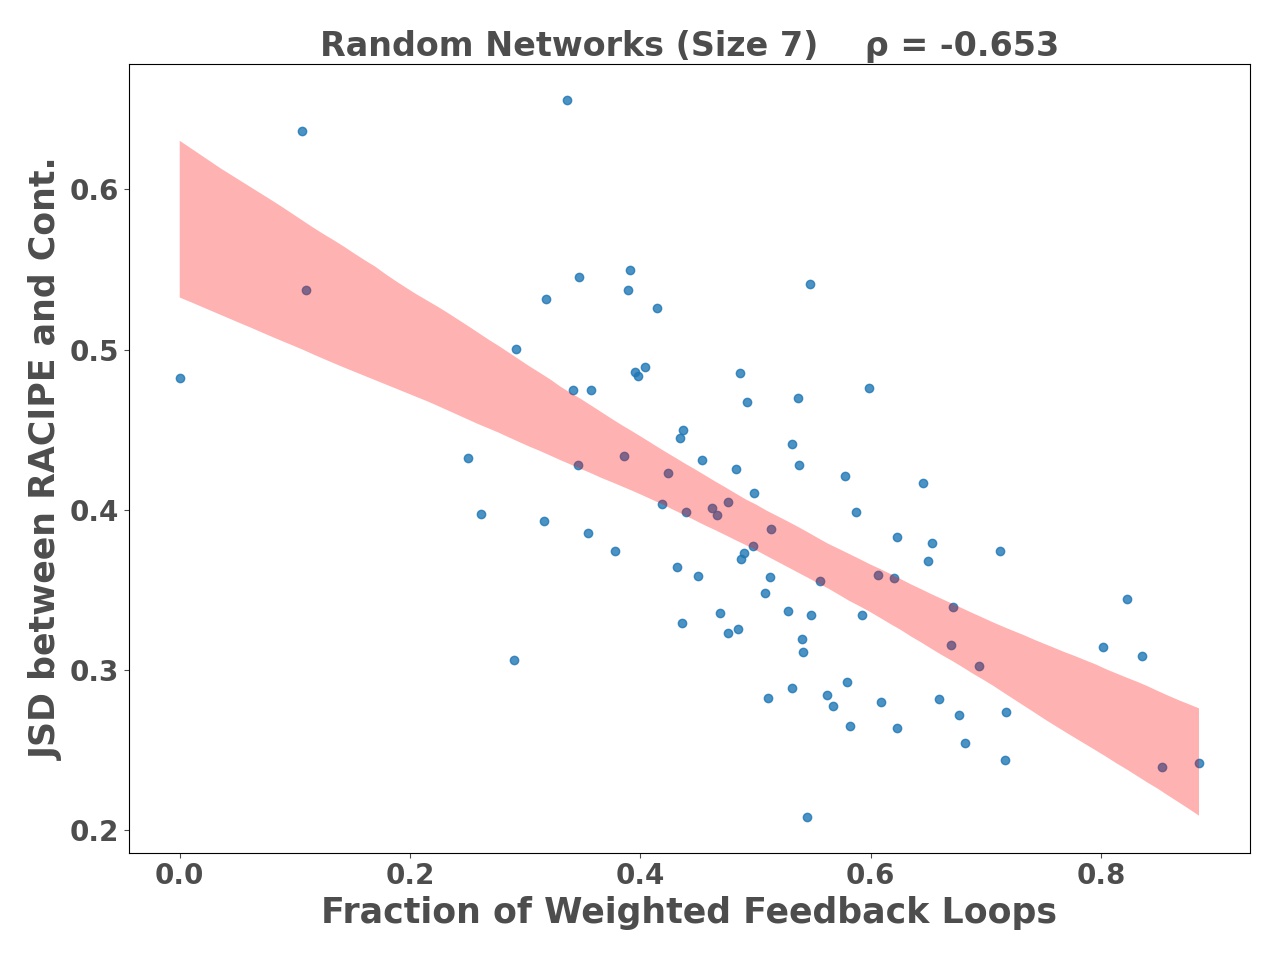 Random Networks (Size 7)    ρ = -0.653
JSD between RACIPE and Cont.
0.6
0.5
0.4
0.3
0.2
0.0 0.2 0.4 0.6 0.8
Fraction of Weighted Feedback Loops